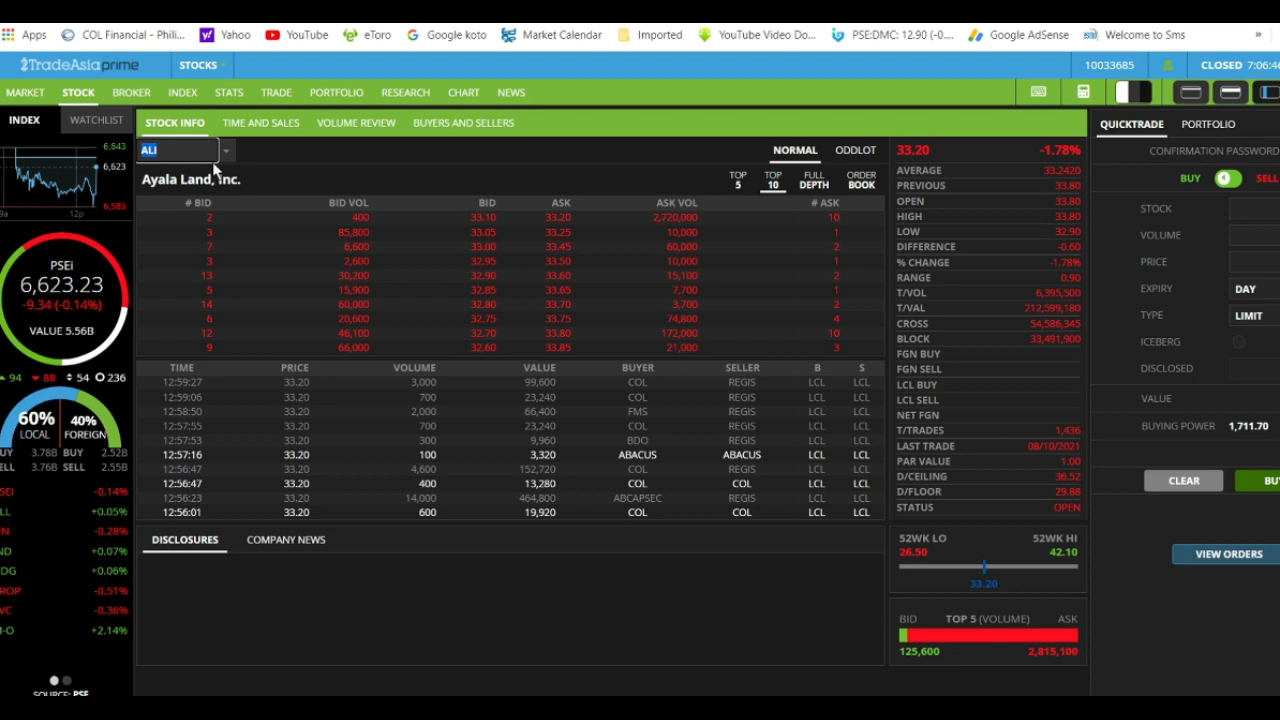 Apps COL Financial - Phili... Yahoo YouTube eToro Google koto Market Calendar Imported YouTube Video Do... PSE:DMC: 12.90 (-0.... Google AdSense Welcome to Sms »
TradeAsiaprime STOCKS 10033685 CLOSED 7:06:46
MARKET STOCK BROKER INDEX STATS TRADE PORTFOLIO RESEARCH CHART NEWS
INDEX WATCHLIST
6,643
6,623
6,585
9a 12p
PSEi
6,623.23
-9.34 (-0.14%)
VALUE 5.56B
94 88 54 236
60% LOCAL 40% FOREIGN
UY 3.78B BUY 2.52B
ELL 3.76B SELL 2.55B
SEI -0.14%
LL +0.05%
IN -0.28%
ND +0.07%
DG +0.06%
ROP -0.51%
VC -0.36%
M-O +2.14%
SOURCE: PSE
STOCK INFO TIME AND SALES VOLUME REVIEW BUYERS AND SELLERS
ALI NORMAL ODDLOT
Ayala Land, Inc. TOP 5 TOP 10 FULL DEPTH ORDER BOOK
# BID BID VOL BID ASK ASK VOL # ASK
2 400 33.10 33.20 2,720,000 10
3 85,800 33.05 33.25 10,000 1
7 6,600 33.00 33.45 60,000 2
3 2,600 32.95 33.50 10,000 1
13 30,200 32.90 33.60 15,100 2
5 15,900 32.85 33.65 7,700 1
14 60,000 32.80 33.70 3,700 2
6 20,600 32.75 33.75 74,800 4
12 46,100 32.70 33.80 172,000 10
9 66,000 32.60 33.85 21,000 3
TIME PRICE VOLUME VALUE BUYER SELLER B S
12:59:27 33.20 3,000 99,600 COL REGIS LCL LCL
12:59:06 33.20 700 23,240 COL REGIS LCL LCL
12:58:50 33.20 2,000 66,400 FMS REGIS LCL LCL
12:57:55 33.20 700 23,240 COL REGIS LCL LCL
12:57:53 33.20 300 9,960 BDO REGIS LCL LCL
12:57:16 33.20 100 3,320 ABACUS ABACUS LCL LCL
12:56:47 33.20 4,600 152,720 COL REGIS LCL LCL
12:56:47 33.20 400 13,280 COL COL LCL LCL
12:56:23 33.20 14,000 464,800 ABCAPSEC REGIS LCL LCL
12:56:01 33.20 600 19,920 COL COL LCL LCL
DISCLOSURES COMPANY NEWS
33.20 -1.78%
AVERAGE 33.2420
PREVIOUS 33.80
OPEN 33.80
HIGH 33.80
LOW 32.90
DIFFERENCE -0.60
% CHANGE -1.78%
RANGE 0.90
T/VOL 6,395,500
T/VAL 212,599,180
CROSS 54,586,345
BLOCK 33,491,900
FGN BUY
FGN SELL
LCL BUY
LCL SELL
NET FGN
T/TRADES 1,436
LAST TRADE 08/10/2021
PAR VALUE 1.00
D/CEILING 36.52
D/FLOOR 29.88
STATUS OPEN
52WK LO 52WK HI
26.50 42.10
33.20
BID TOP 5 (VOLUME) ASK
125,600 2,815,100
QUICKTRADE PORTFOLIO
CONFIRMATION PASSWORD
BUY SELL
STOCK
VOLUME
PRICE
EXPIRY DAY
TYPE LIMIT
ICEBERG
DISCLOSED
VALUE
BUYING POWER 1,711.70
CLEAR BU
VIEW ORDERS